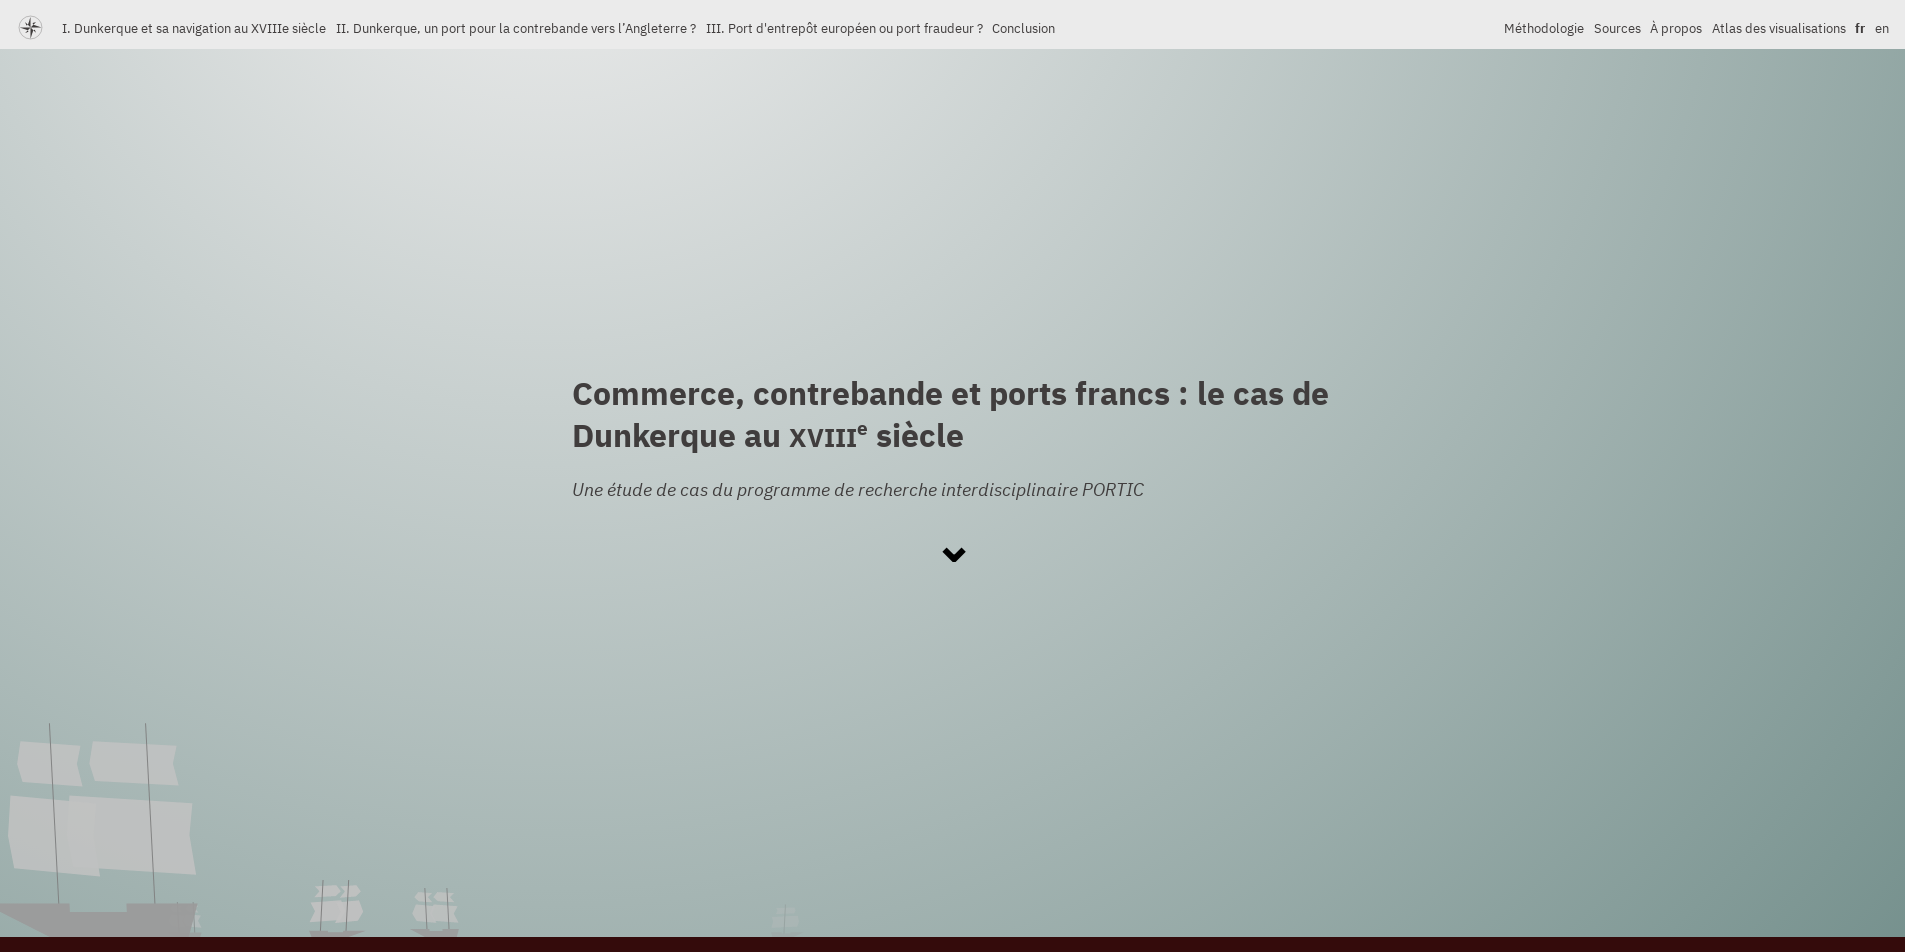 I. Dunkerque et sa navigation au XVIIIe siècle II. Dunkerque, un port pour la contrebande vers l’Angleterre ? III. Port d'entrepôt européen ou port fraudeur ? Conclusion Méthodologie Sources À propos Atlas des visualisations fr en
Commerce, contrebande et ports francs : le cas de
Dunkerque au XVIIIe siècle
Une étude de cas du programme de recherche interdisciplinaire PORTIC